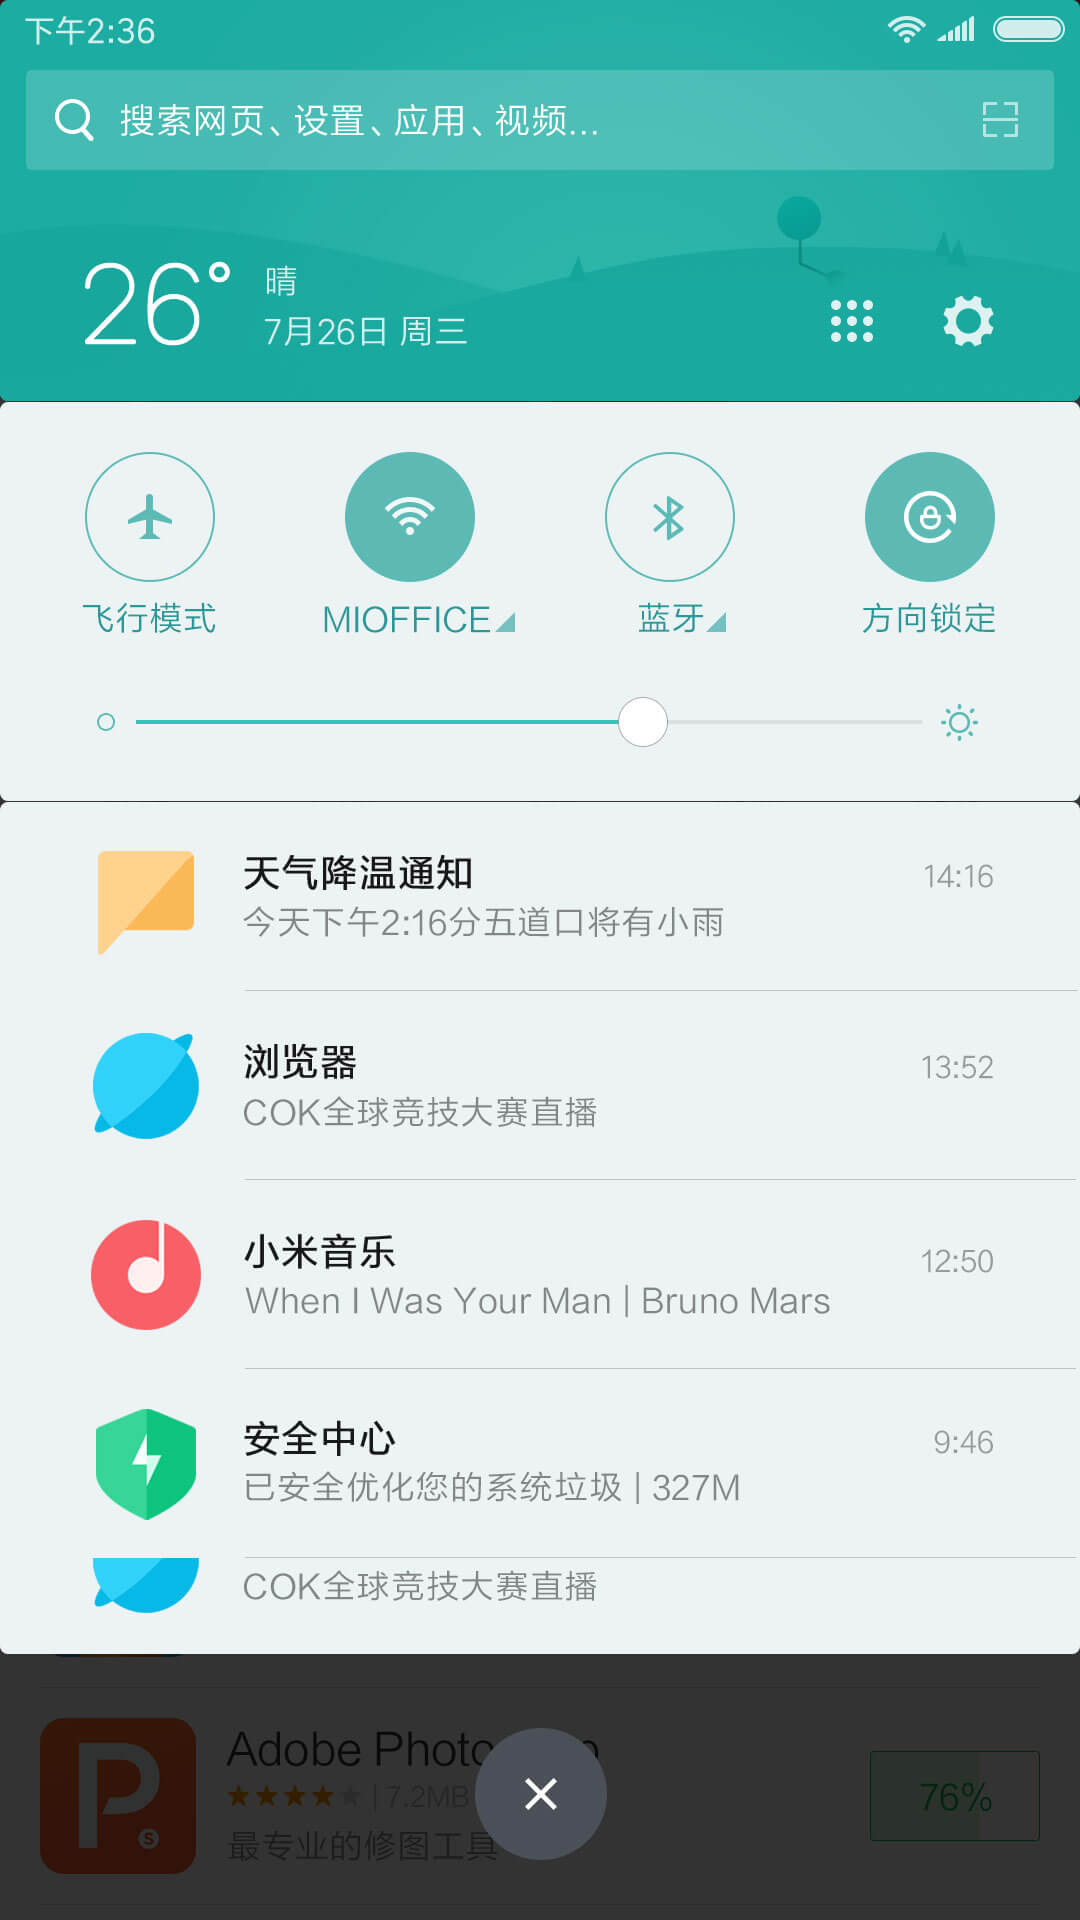 下午2:36
搜索网页、设置、应用、视频...
26°
晴
7月26日 周三
飞行模式
MIOFFICE
蓝牙
方向锁定
天气降温通知
14:16
今天下午2:16分五道口将有小雨
浏览器
13:52
COK全球竞技大赛直播
小米音乐
12:50
When I Was Your Man | Bruno Mars
安全中心
9:46
已安全优化您的系统垃圾 | 327M
COK全球竞技大赛直播
Adobe
| 7.2MB
76%
最专业的修图工具